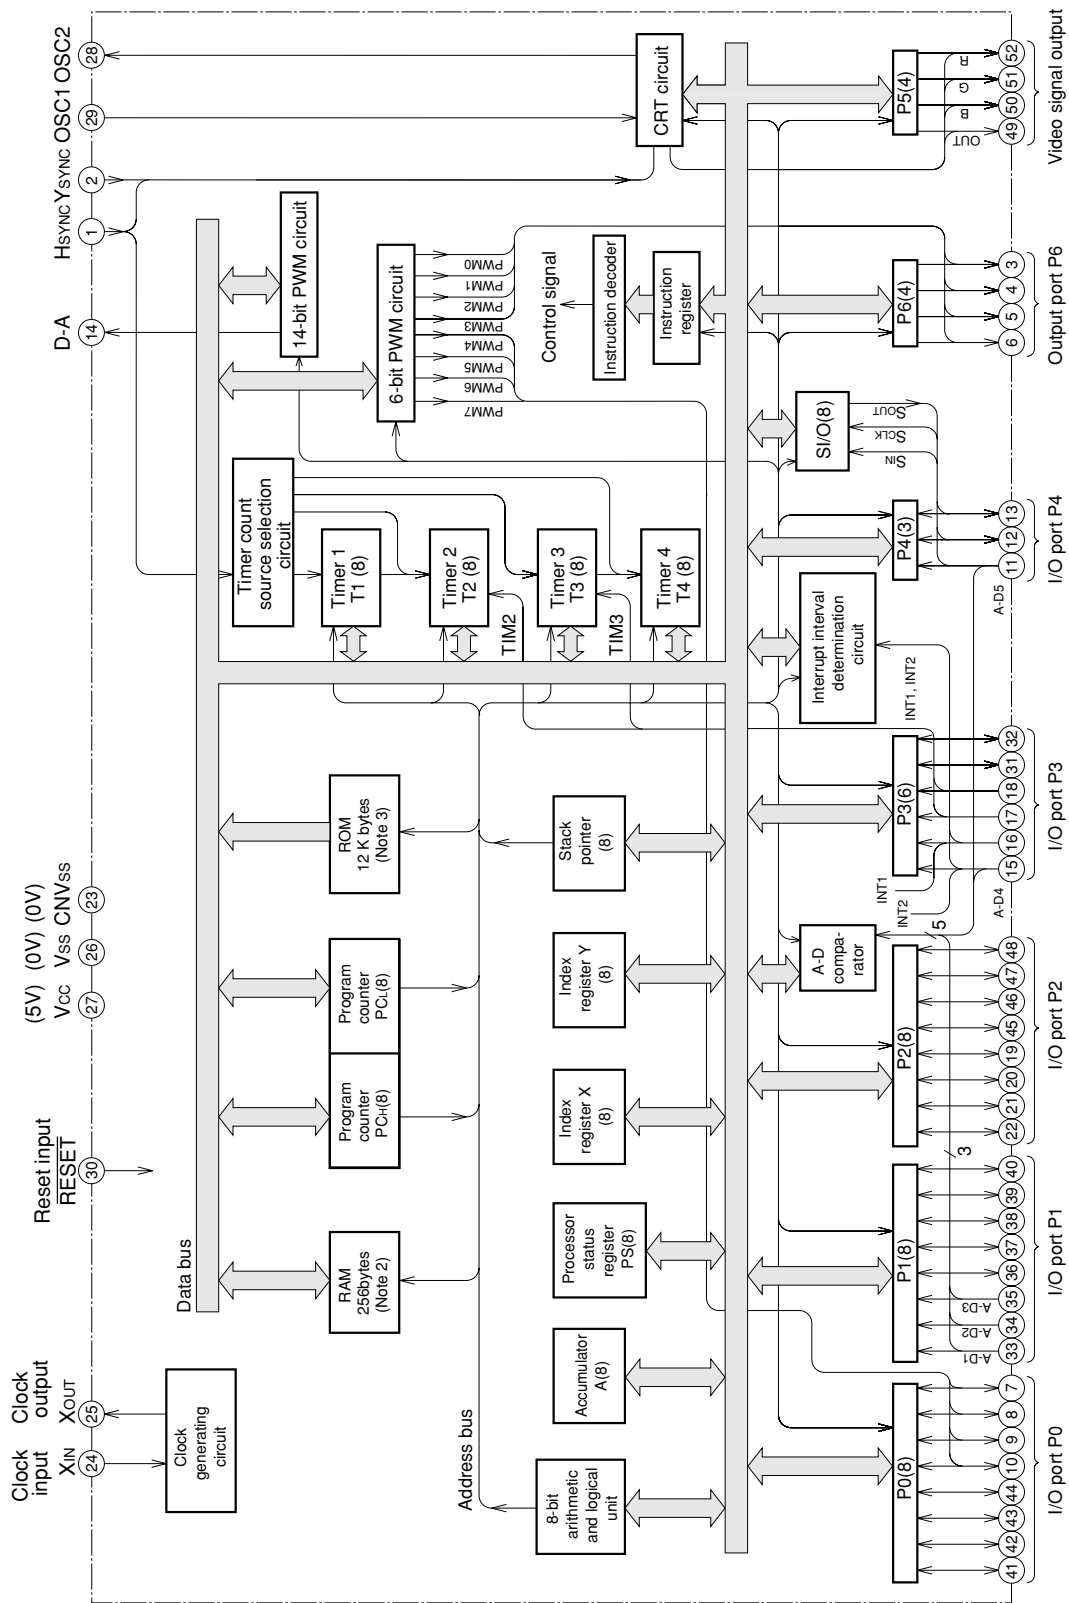 Clock input
XIN
24
Clock output
XOUT
25
Reset input
RESET
30
(5V) (0V) (0V)
VCC VSS CNVSS
27
26
23
D-A
14
HSYNC VSYNC OSC1 OSC2
1
2
29
28
Clock
generating
circuit
Data bus
RAM
256bytes
(Note 2)
Program
counter
PCH(8)
Program
counter
PCL(8)
ROM
12 K bytes
(Note 3)
Timer count
source selection
circuit
Timer 1
T1 (8)
Timer 2
T2 (8)
Timer 3
T3 (8)
Timer 4
T4 (8)
TIM2
TIM3
14-bit PWM circuit
6-bit PWM circuit
PWM7
PWM6
PWM5
PWM4
PWM3
PWM2
PWM1
PWM0
CRT circuit
Address bus
8-bit
arithmetic
and logical
unit
Accumulator
A(8)
Processor
status
register
PS(8)
Index
register X
(8)
Index
register Y
(8)
Stack
pointer
(8)
Control signal
Instruction decoder
Instruction
register
A-D
compa-
rator
Interrupt interval
determination
circuit
SI/O(8)
SIN
SCLK
SOUT
INT1
INT2
INT1, INT2
P0(8)
P1(8)
P2(8)
P3(6)
P4(3)
P6(4)
P5(4)
A-D1
A-D2
A-D3
3
5
A-D4
A-D5
OUT
B
G
R
41
42
43
44
10
9
8
7
33
34
35
36
37
38
39
40
22
21
20
19
45
46
47
48
15
16
17
18
31
32
11
12
13
6
5
4
3
49
50
51
52
I/O port P0
I/O port P1
I/O port P2
I/O port P3
I/O port P4
Output port P6
Video signal output